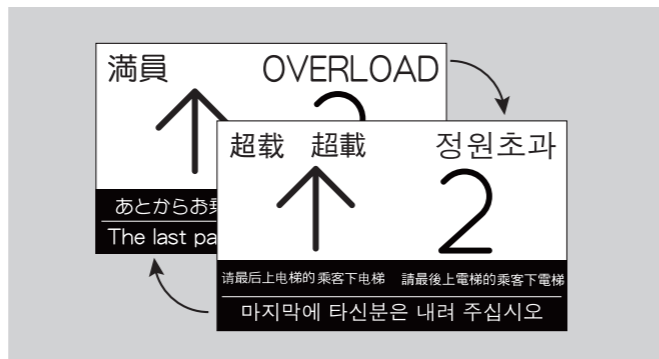 満員 OVERLOAD
あとからお
The last
超载 超載 정원초과
2
请最后上电梯的乘客下电梯 請最後上電梯的乘客下電梯
마지막에 타신분은 내려 주십시오